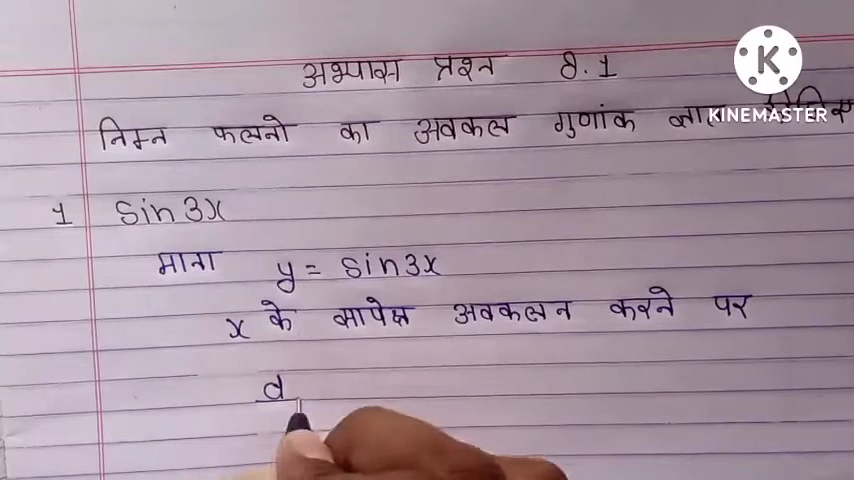 अभ्यास प्रश्न 8.1
निम्न फलनो का अवकल गुणांक
KINEMASTER
1 sin3x
माना y = sin3x
x के सापेक्ष अवकलन करने पर
d